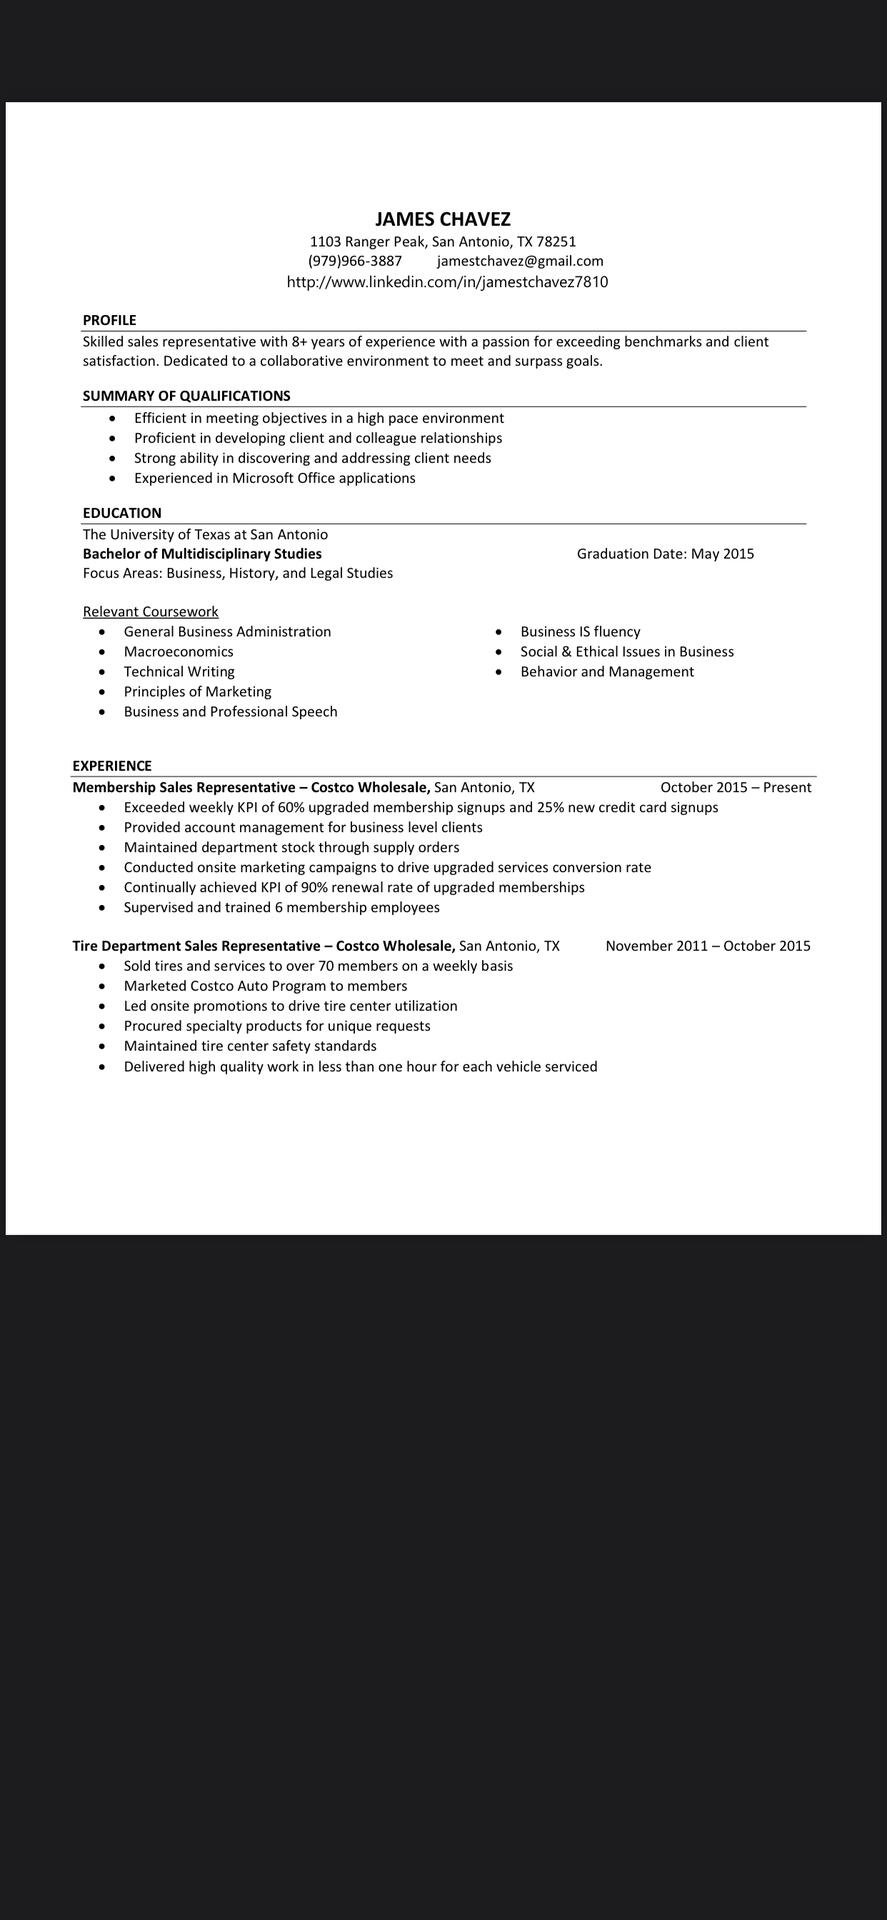 JAMES CHAVEZ
1103 Ranger Peak, San Antonio, TX 78251
(979)966-3887 jamestchavez@gmail.com
http://www.linkedin.com/in/jamestchavez7810
PROFILE
Skilled sales representative with 8+ years of experience with a passion for exceeding benchmarks and client
satisfaction. Dedicated to a collaborative environment to meet and surpass goals.
SUMMARY OF QUALIFICATIONS
• Efficient in meeting objectives in a high pace environment
• Proficient in developing client and colleague relationships
• Strong ability in discovering and addressing client needs
• Experienced in Microsoft Office applications
EDUCATION
The University of Texas at San Antonio
Bachelor of Multidisciplinary Studies Graduation Date: May 2015
Focus Areas: Business, History, and Legal Studies
Relevant Coursework
• General Business Administration
• Macroeconomics
• Technical Writing
• Principles of Marketing
• Business and Professional Speech
• Business IS fluency
• Social & Ethical Issues in Business
• Behavior and Management
EXPERIENCE
Membership Sales Representative – Costco Wholesale, San Antonio, TX October 2015 – Present
• Exceeded weekly KPI of 60% upgraded membership signups and 25% new credit card signups
• Provided account management for business level clients
• Maintained department stock through supply orders
• Conducted onsite marketing campaigns to drive upgraded services conversion rate
• Continually achieved KPI of 90% renewal rate of upgraded memberships
• Supervised and trained 6 membership employees
Tire Department Sales Representative – Costco Wholesale, San Antonio, TX November 2011 – October 2015
• Sold tires and services to over 70 members on a weekly basis
• Marketed Costco Auto Program to members
• Led onsite promotions to drive tire center utilization
• Procured specialty products for unique requests
• Maintained tire center safety standards
• Delivered high quality work in less than one hour for each vehicle serviced